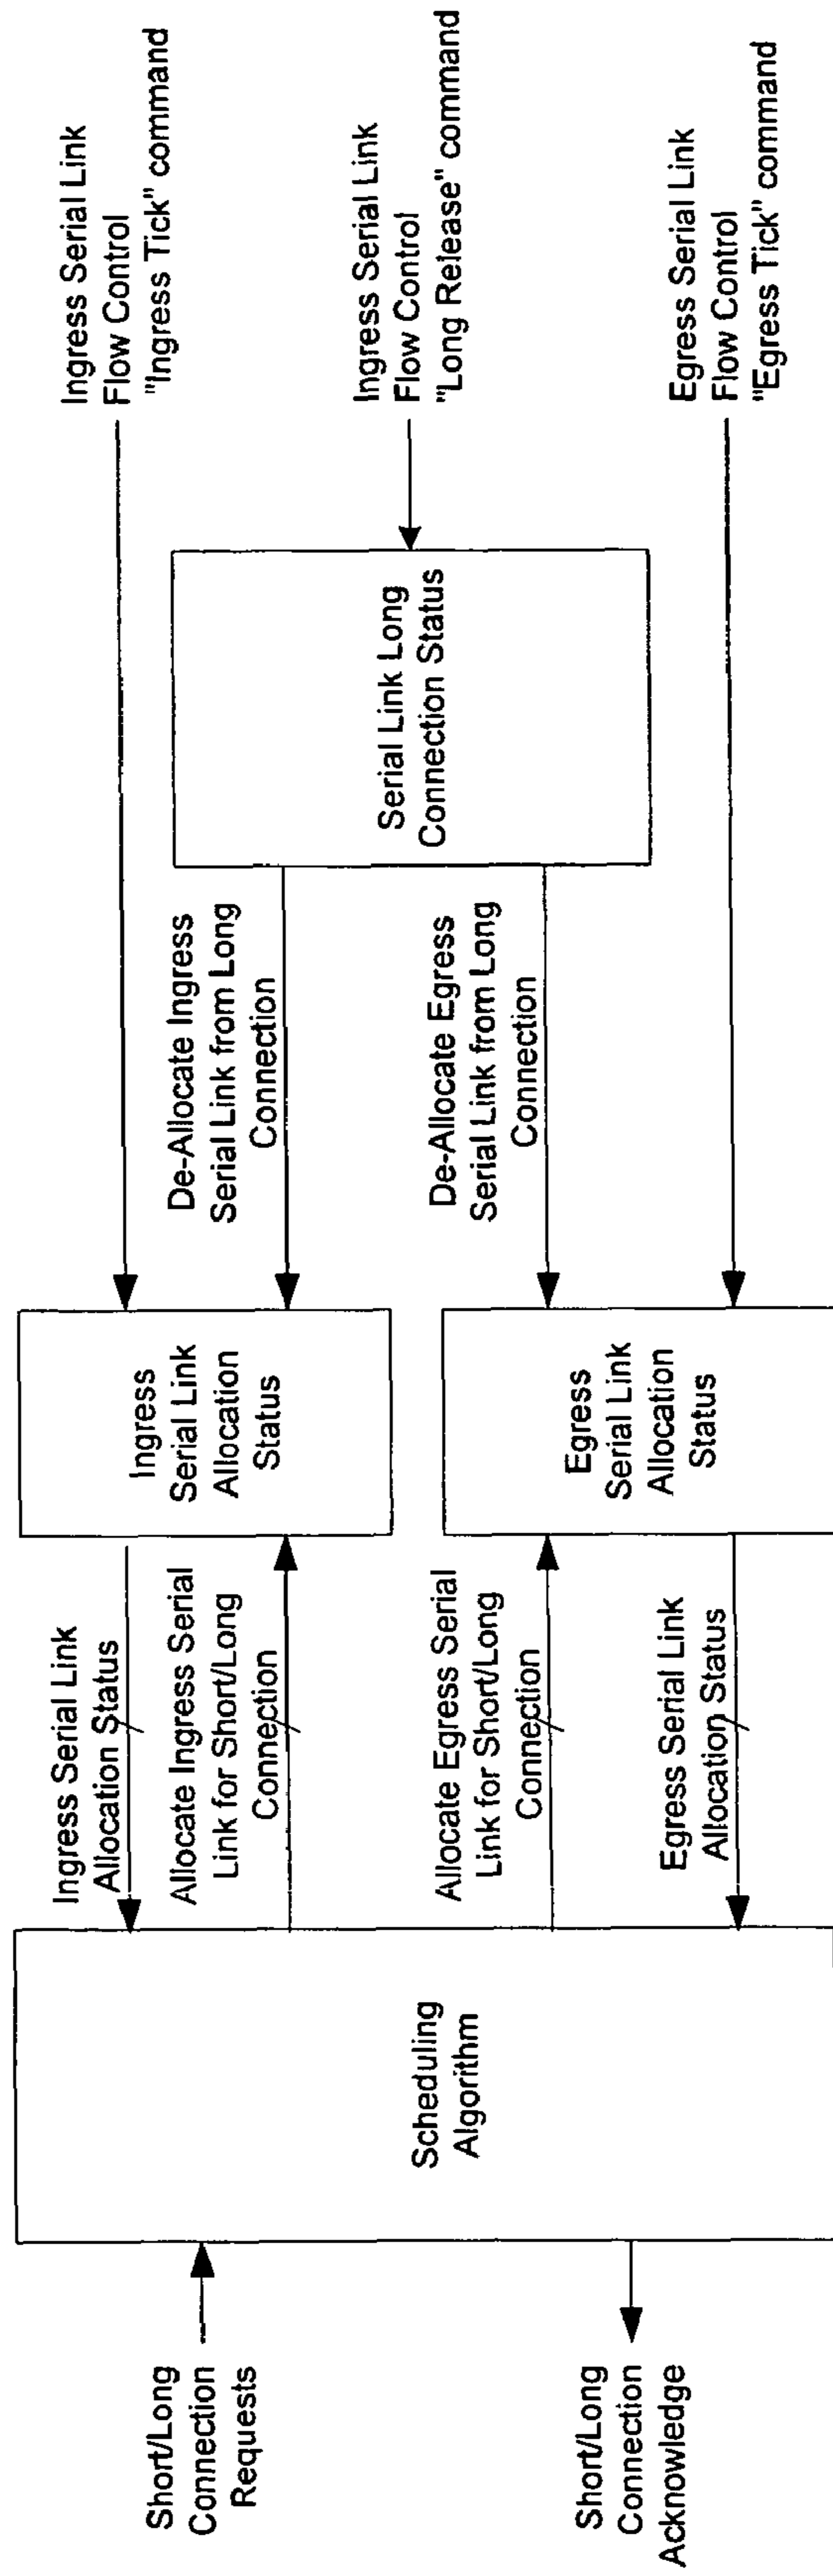 Short/Long
Connection
Requests
Short/Long
Connection
Acknowledge
Scheduling
Algorithm
Ingress Serial Link
Allocation Status
Allocate Ingress Serial
Link for Short/Long
Connection
Allocate Egress Serial
Link for Short/Long
Connection
Egress Serial Link
Allocation Status
Ingress
Serial Link
Allocation
Status
Egress
Serial Link
Allocation
Status
De-Allocate Ingress
Serial Link from Long
Connection
De-Allocate Egress
Serial Link from Long
Connection
Serial Link Long
Connection Status
Ingress Serial Link
Flow Control
"Ingress Tick" command
Ingress Serial Link
Flow Control
"Long Release" command
Egress Serial Link
Flow Control
"Egress Tick" command